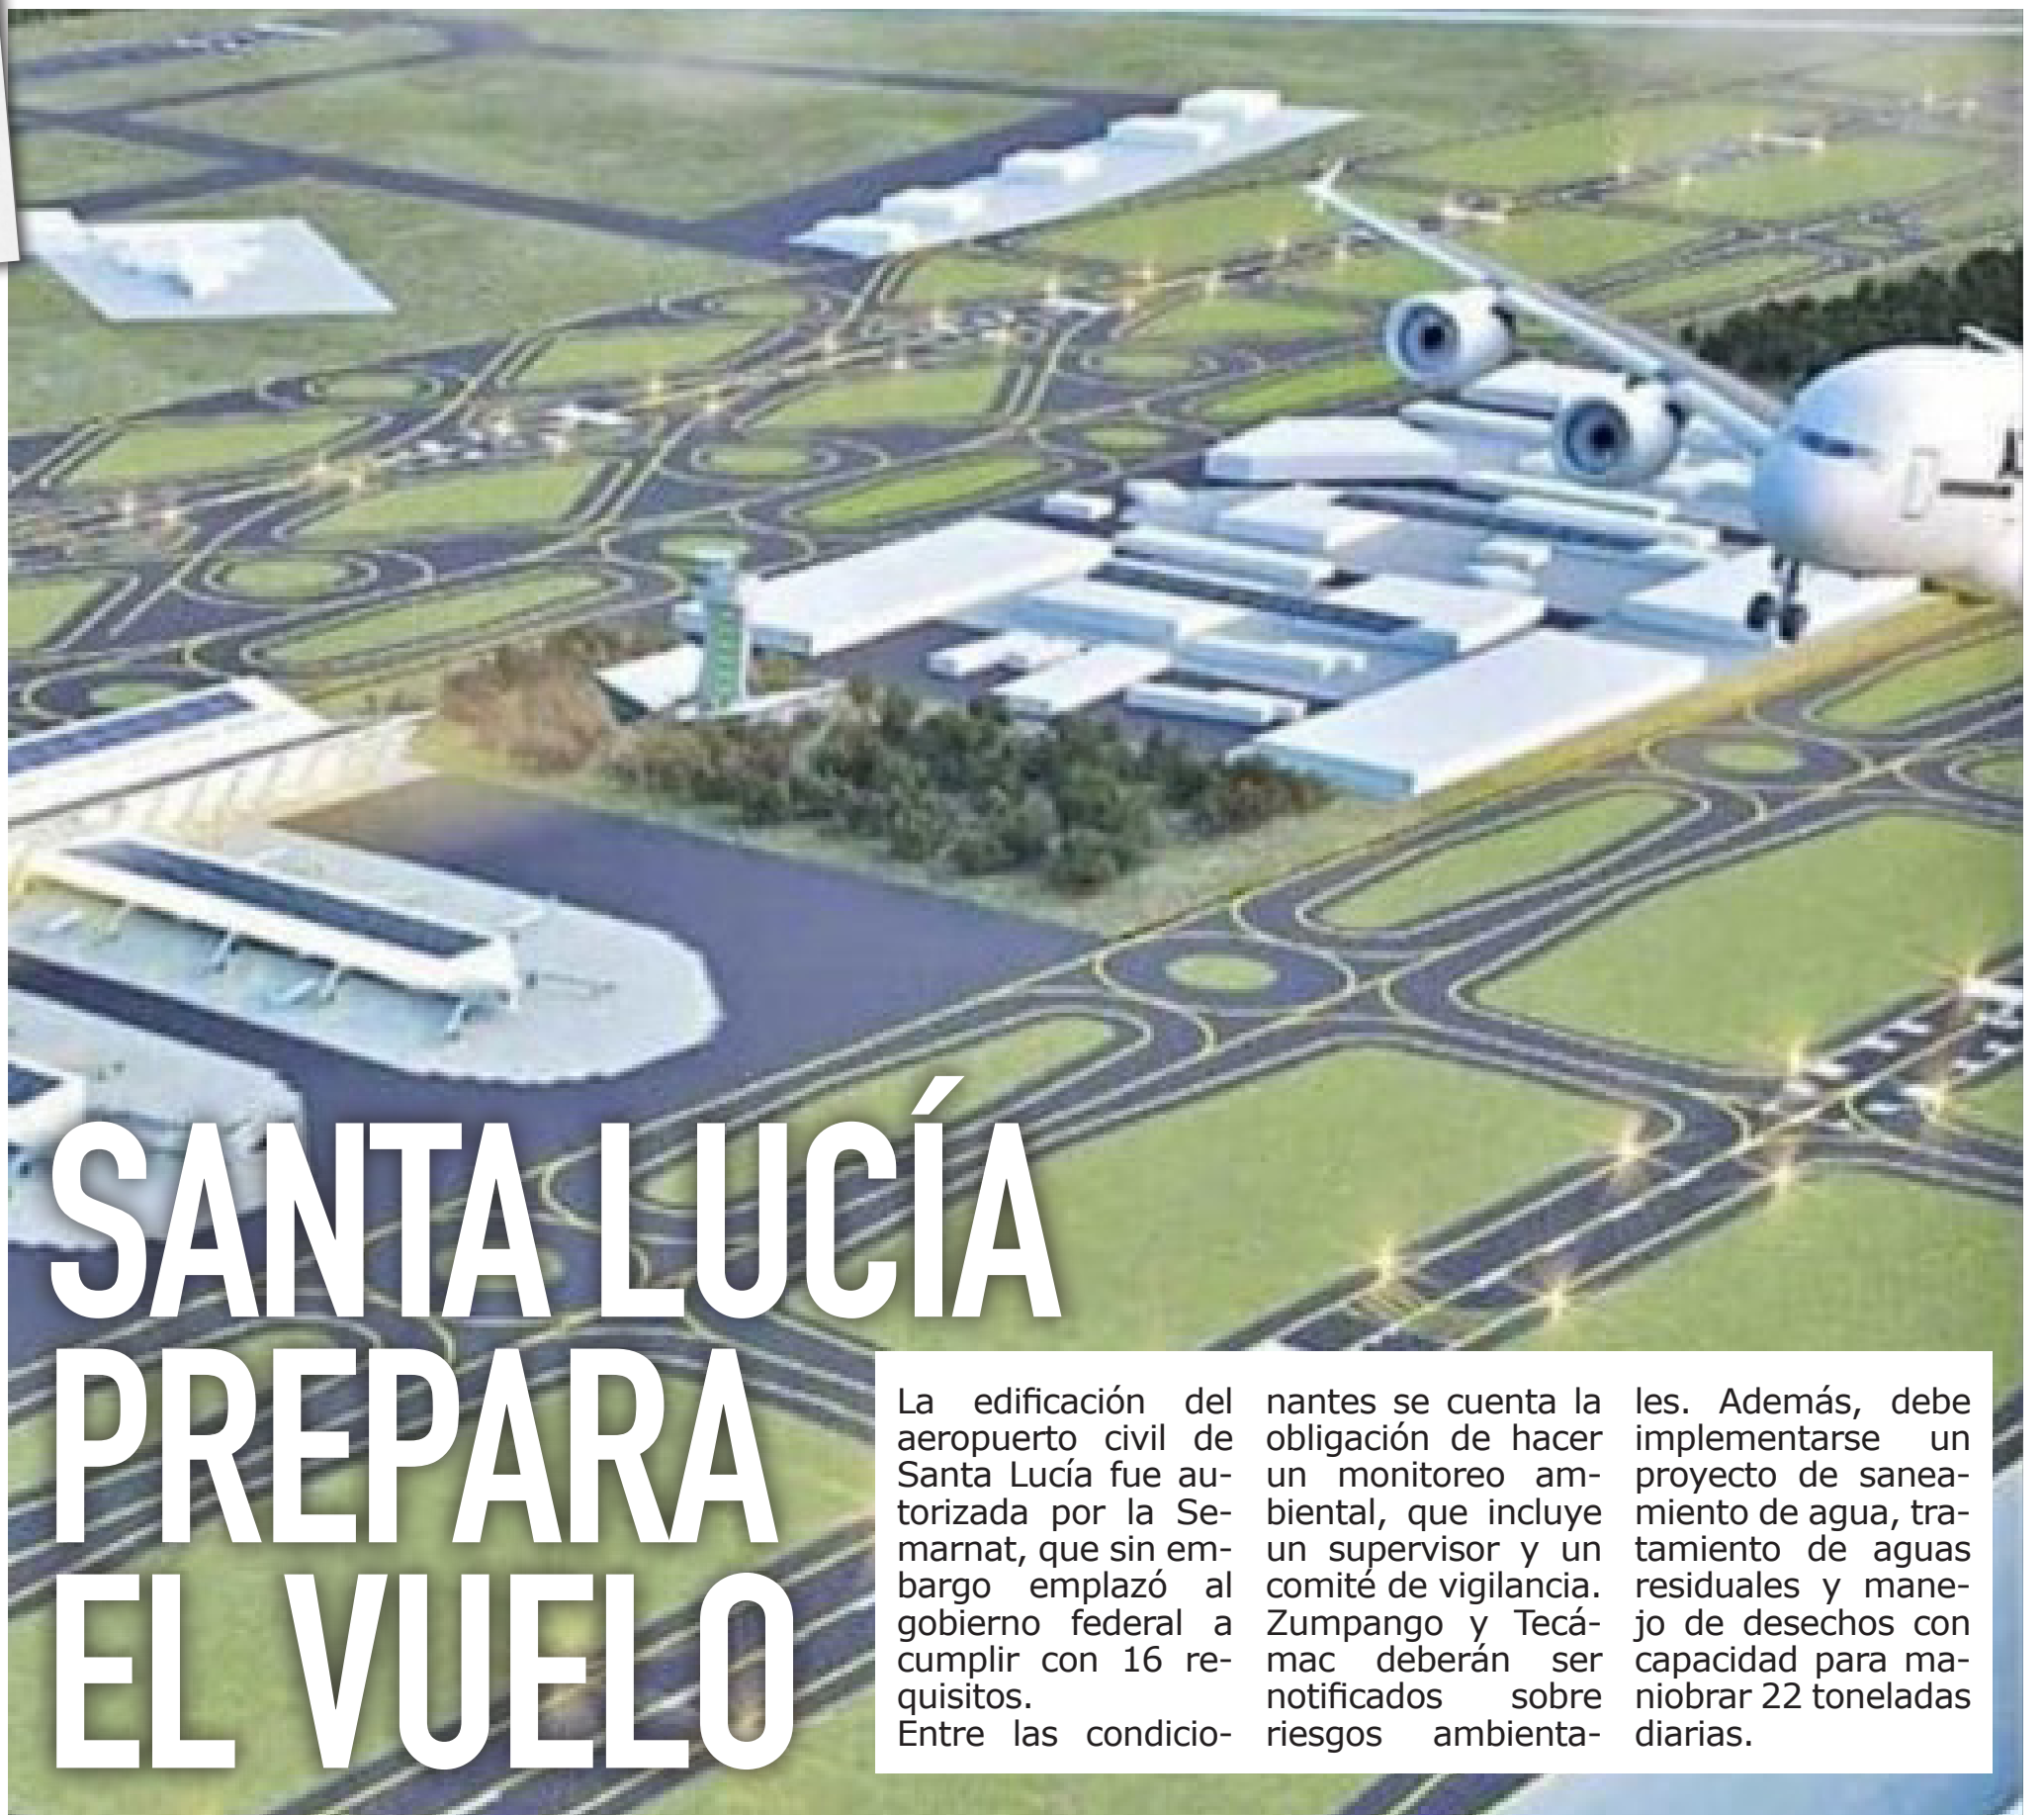 SANTA LUCÍA
PREPARA
EL VUELO
La edificación del
aeropuerto civil de
Santa Lucía fue au-
torizada por la Se-
marnat, que sin em-
bargo emplazó al
gobierno federal a
cumplir con 16 re-
quisitos.
Entre las condicio-
nantes se cuenta la
obligación de hacer
un monitoreo am-
biental, que incluye
un supervisor y un
comité de vigilancia.
Zumpango y Tecá-
mac deberán ser
notificados sobre
riesgos ambienta-
les. Además, debe
implementarse un
proyecto de sanea-
miento de agua, tra-
tamiento de aguas
residuales y mane-
jo de desechos con
capacidad para ma-
niobrar 22 toneladas
diarias.